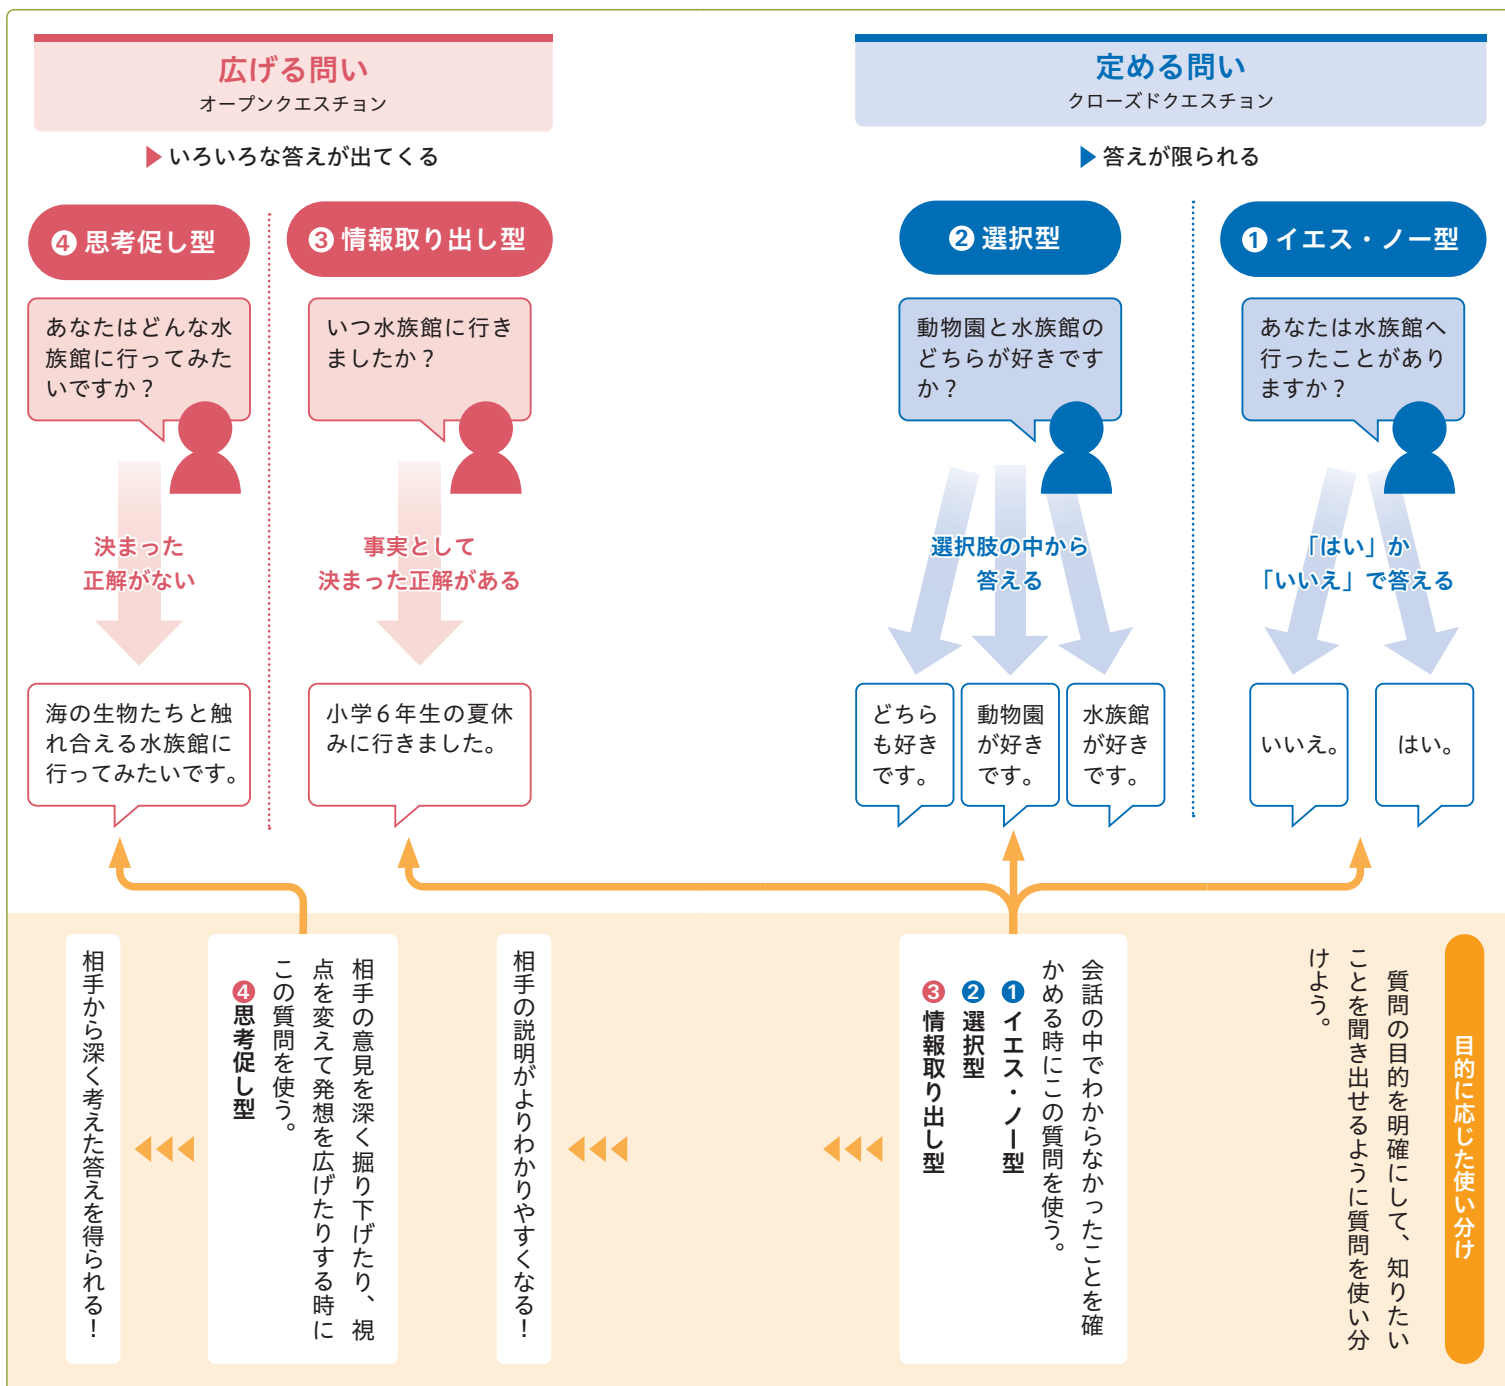 定める問い
クローズドクエスチョン
▶答えが限られる
❶イエス・ノー型
あなたは水族館へ
行ったことがあり
ますか?
「はい」か
「いいえ」で答える
はい。
いいえ。
❷選択型
動物園と水族館の
どちらが好きです
か?
選択肢の中から
答える
水族館
が好き
です。
動物園
が好き
です。
どちら
も好き
です。
広げる問い
オープンクエスチョン
▶いろいろな答えが出てくる
❸情報取り出し型
いつ水族館に行き
ましたか?
事実として
決まった正解がある
小学6年生の夏休
みに行きました。
❹思考促し型
あなたはどんな水
族館に行ってみた
いですか?
決まった
正解がない
海の生物たちと触
れ合える水族館に
行ってみたいです。
目的に応じた使い分け
質問の目的を明確にして、知りたい
ことを聞き出せるように質問を使い分
けよう。
会話の中でわからなかったことを確
かめる時にこの質問を使う。
❶イエス・ノー型
❷選択型
❸情報取り出し型
相手の説明がよりわかりやすくなる!
相手の意見を深く掘り下げたり、視
点を変えて発想を広げたりする時に
この質問を使う。
❹思考促し型
相手から深く考えた答えを得られる!